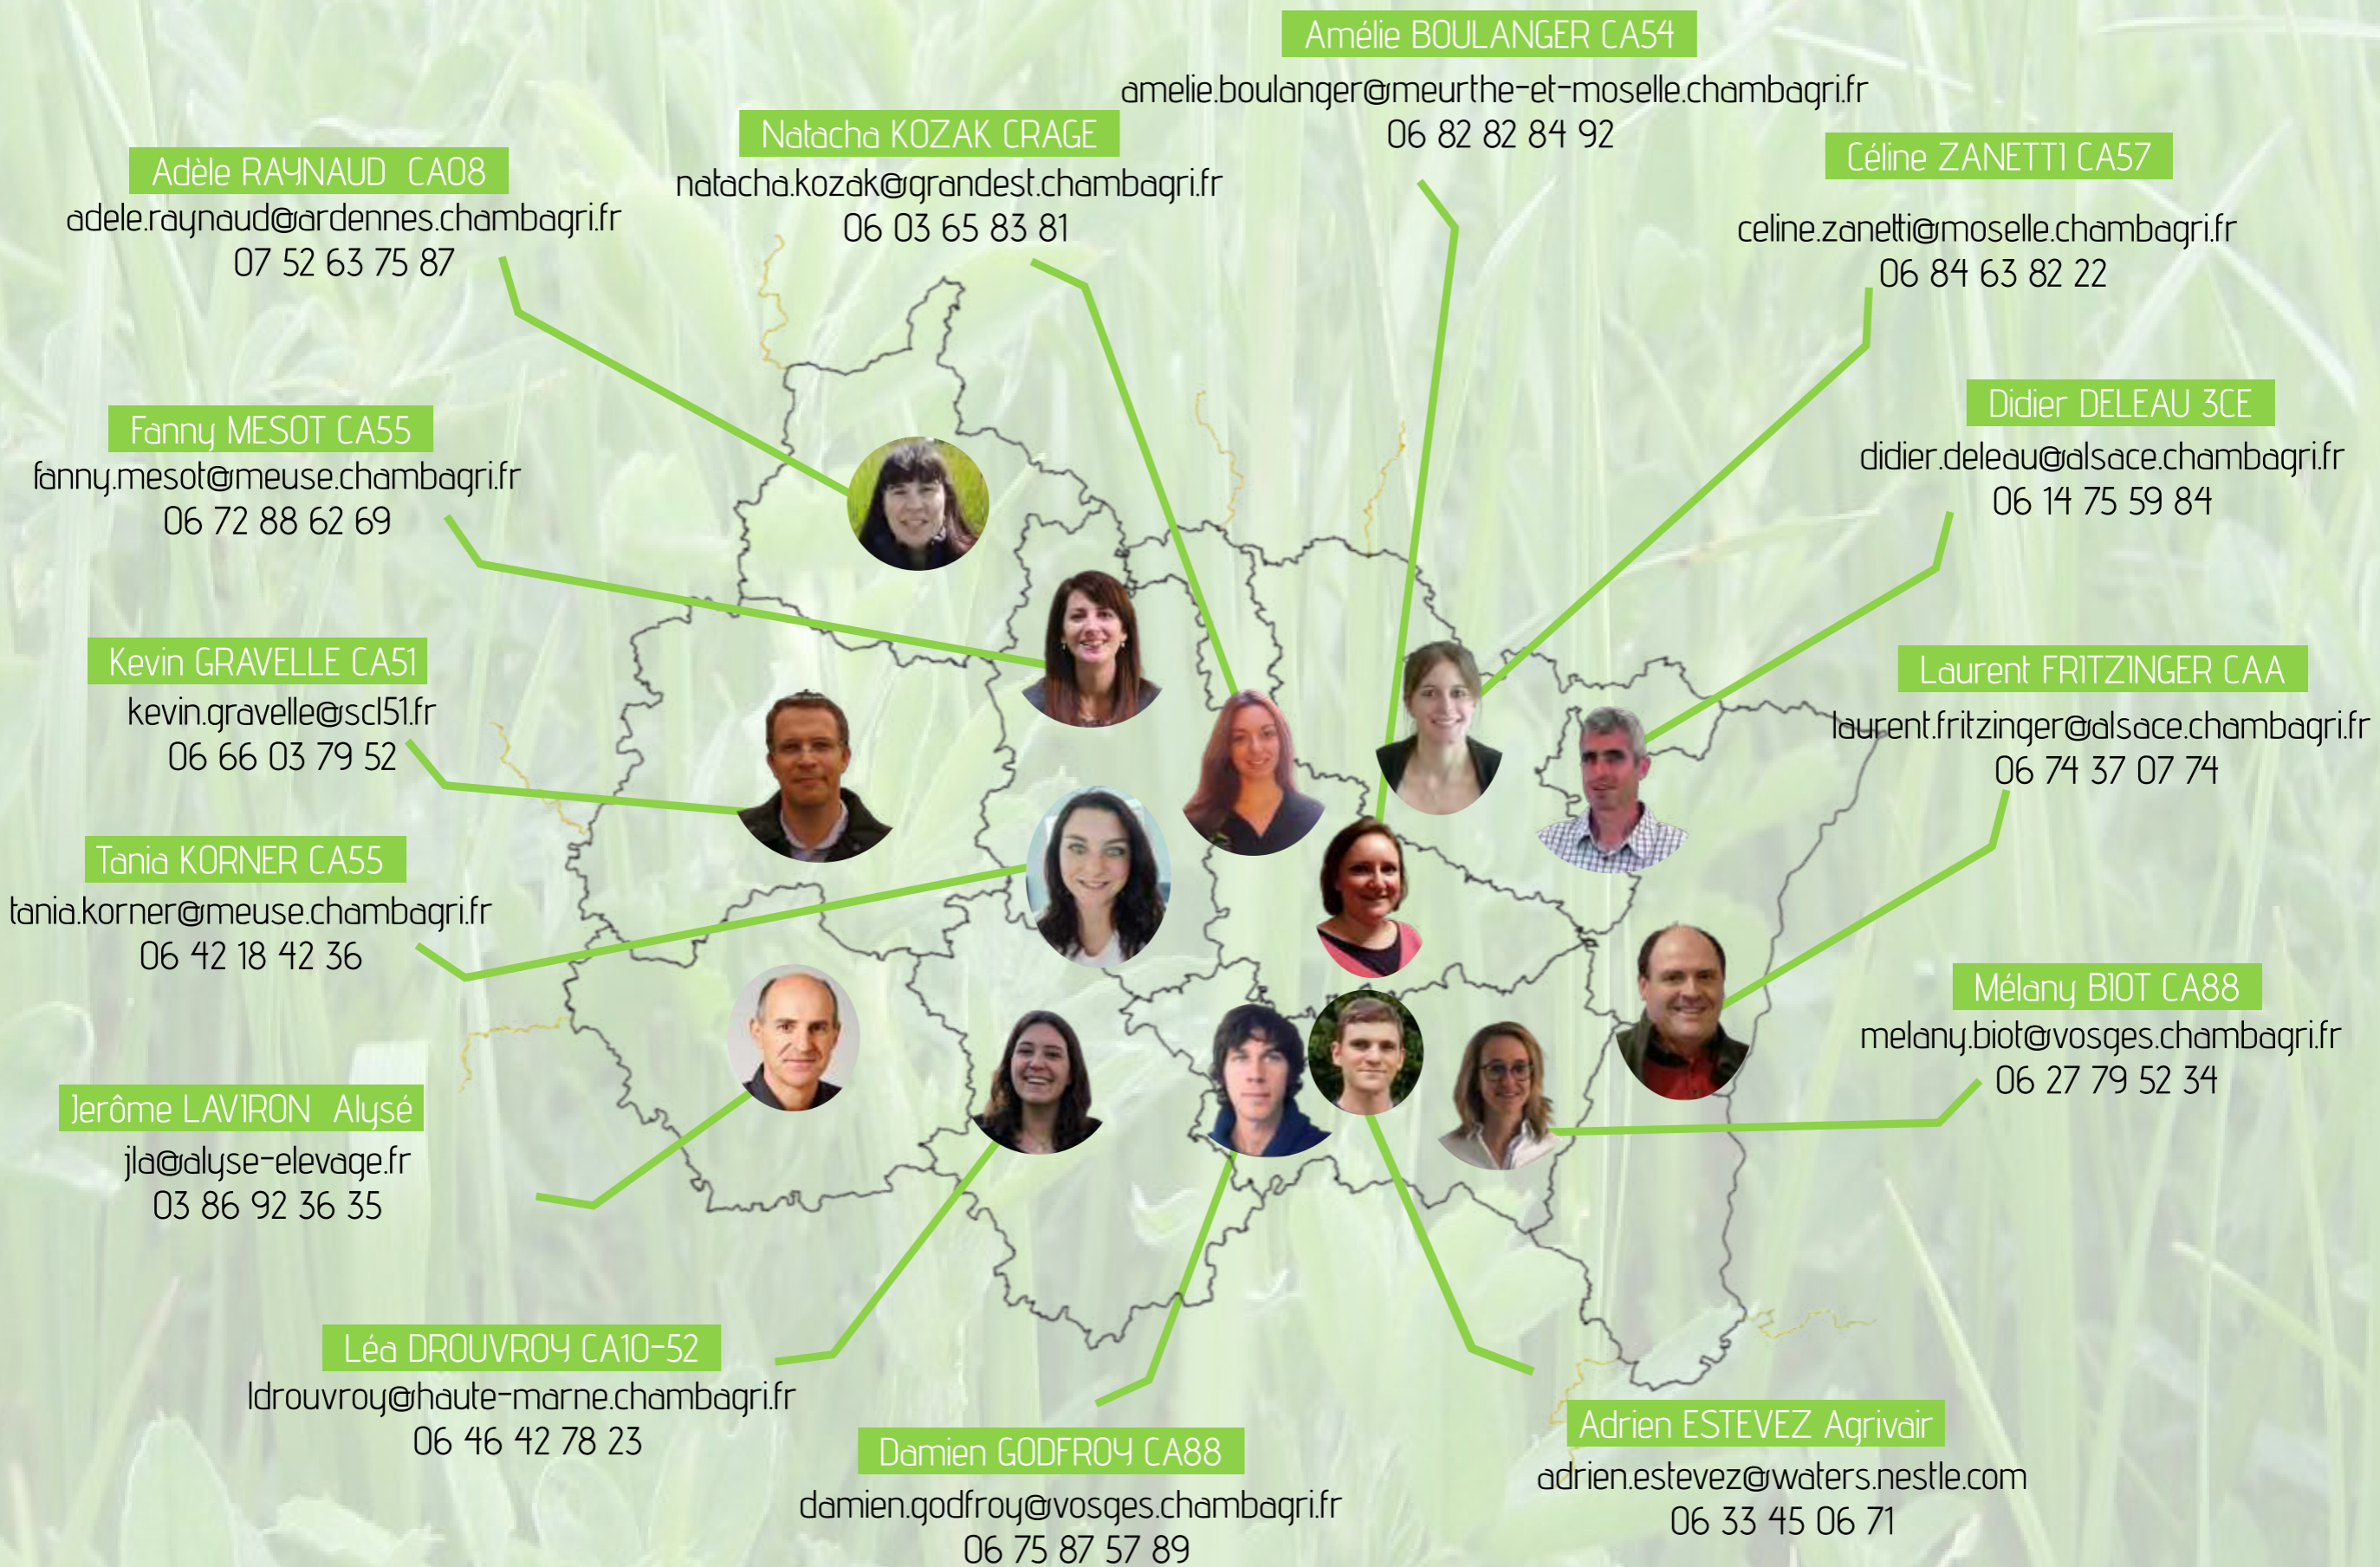 Amélie BOULANGER CA54
amelie.boulanger@meurthe-et-moselle.chambagri.fr
06 82 82 84 92
Natacha KOZAK CRAGE
natacha.kozak@grandest.chambagri.fr
06 03 65 83 81
Adèle RAYNAUD CA08
adele.raynaud@ardennes.chambagri.fr
07 52 63 75 87
Céline ZANETTI CA57
celine.zanetti@moselle.chambagri.fr
06 84 63 82 22
Fanny MESOT CA55
fanny.mesot@meuse.chambagri.fr
06 72 88 62 69
Didier DELEAU 3CE
didier.deleau@alsace.chambagri.fr
06 14 75 59 84
Kevin GRAVELLE CA51
kevin.gravelle@scl51.fr
06 66 03 79 52
Laurent FRITZINGER CAA
laurent.fritzinger@alsace.chambagri.fr
06 74 37 07 74
Tania KORNER CA55
tania.korner@meuse.chambagri.fr
06 42 18 42 36
Mélany BIOT CA88
melany.biot@vosges.chambagri.fr
06 27 79 52 34
Jerôme LAVIRON Alysé
jla@alyse-elevage.fr
03 86 92 36 35
Léa DROUVROY CA10-52
ldrouvroy@haute-marne.chambagri.fr
06 46 42 78 23
Damien GODFROY CA88
damien.godfroy@vosges.chambagri.fr
06 75 87 57 89
Adrien ESTEVEZ Agrivair
adrien.estevez@waters.nestle.com
06 33 45 06 71